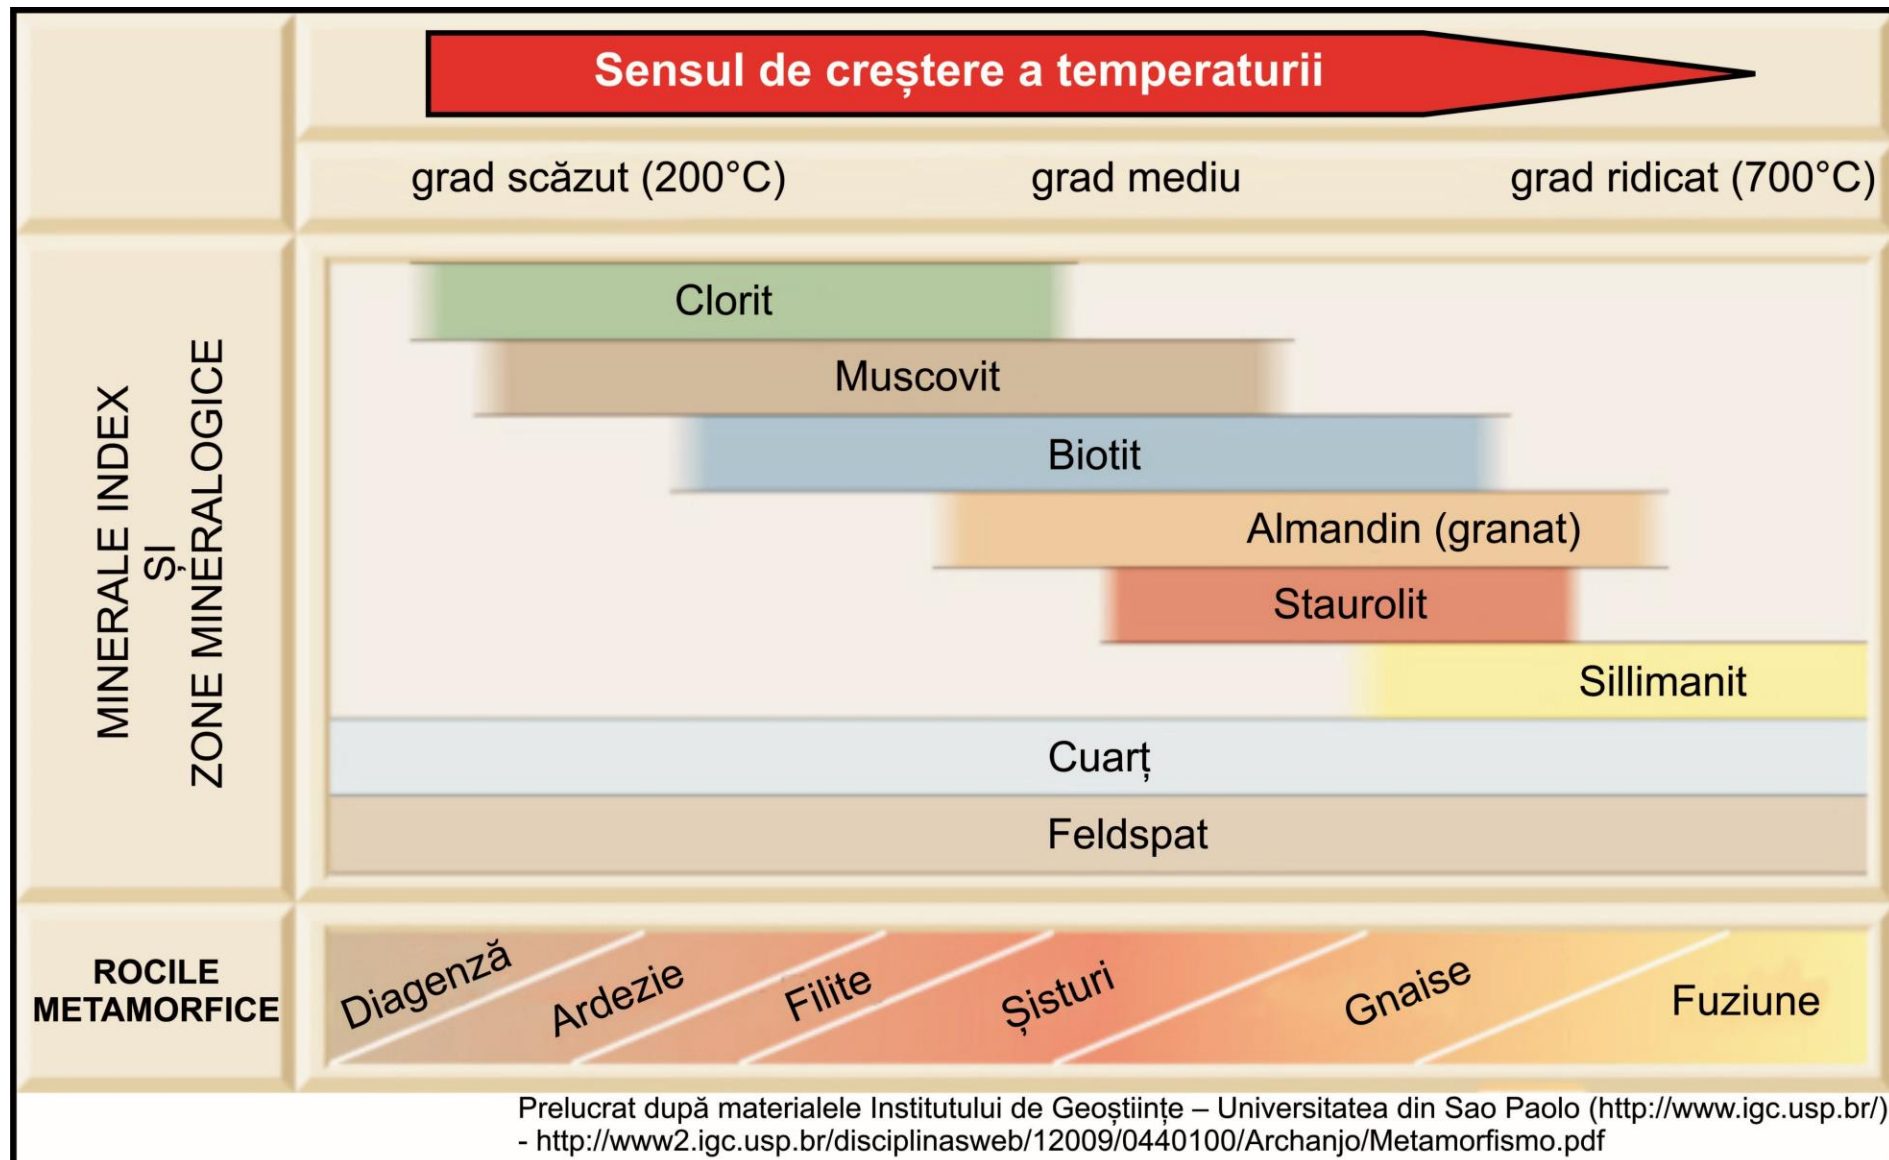 Sensul de creștere a temperaturii
grad scăzut (200°C)
grad mediu
grad ridicat (700°C)
MINERALE INDEX
ȘI
ZONE MINERALOGICE
Clorit
Muscovit
Biotit
Almandin (granat)
Staurolit
Sillimanit
Cuarț
Feldspat
ROCILE
METAMORFICE
Diagenză
Ardezie
Filite
Șisturi
Gnaise
Fuziune
Prelucrat după materialele Institutului de Geoștiințe – Universitatea din Sao Paolo (http://www.igc.usp.br/)
- http://www2.igc.usp.br/disciplinasweb/12009/0440100/Archanjo/Metamorfismo.pdf